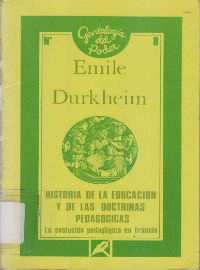 Genealogía del Poder
Nº 8
Emile
Durkheim
HISTORIA DE LA EDUCACION
Y DE LAS DOCTRINAS
PEDAGOGICAS
La evolución pedagógica en Francia